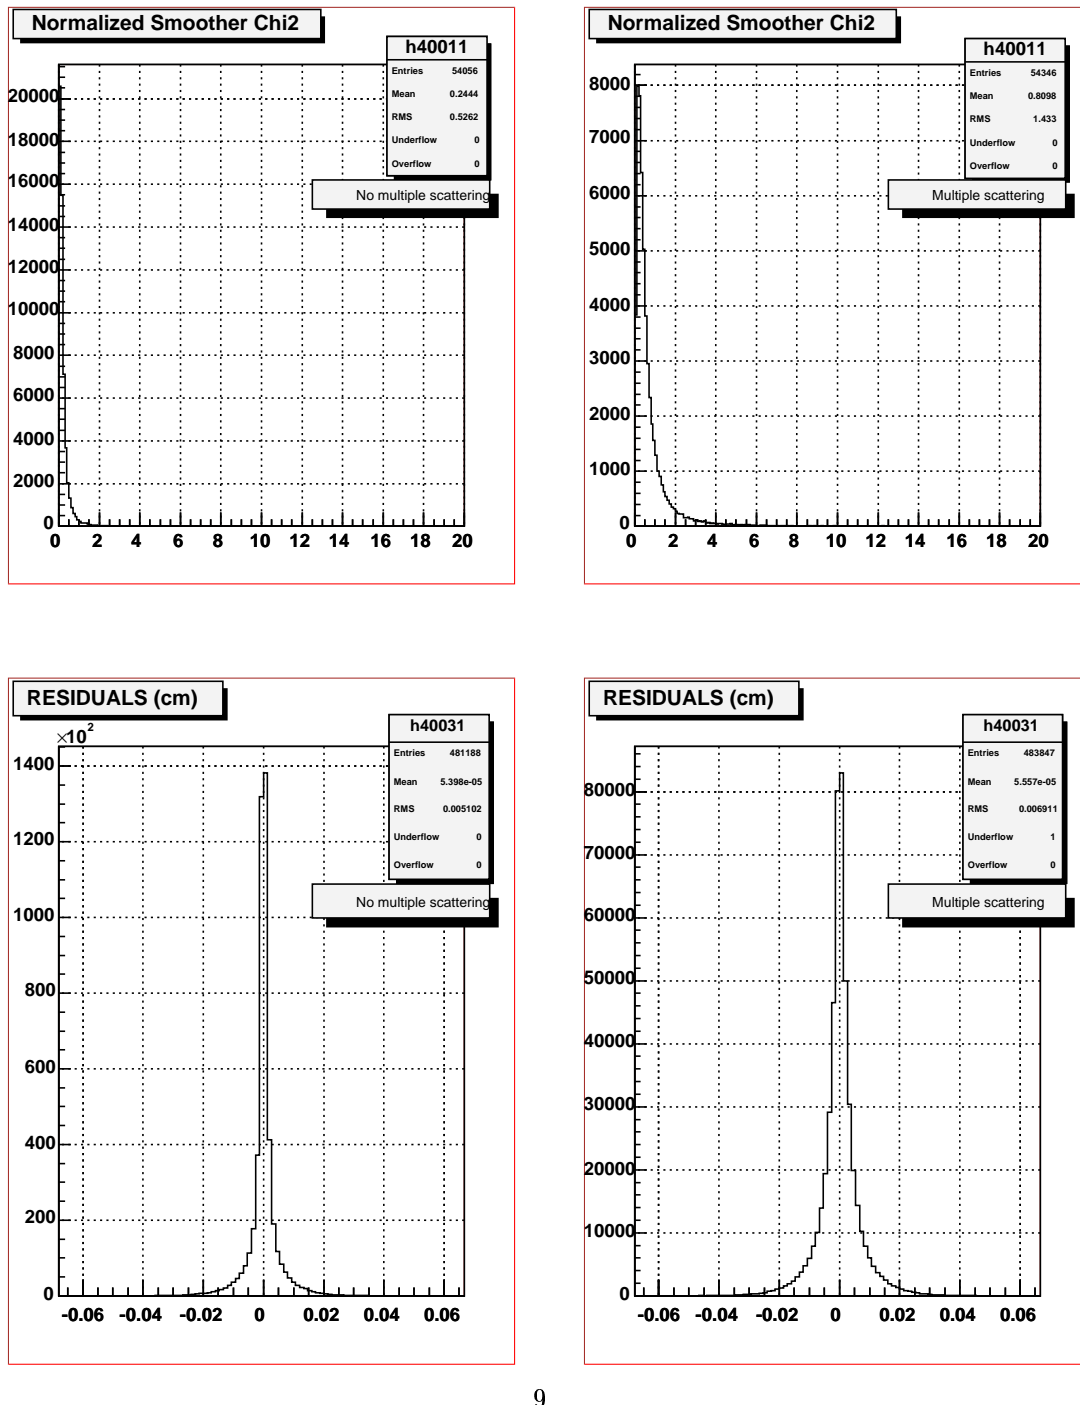 Normalized Smoother Chi2
h40011
Entries 54056
Mean 0.2444
RMS 0.5262
Underflow 0
Overflow 0
No multiple scattering
20000
18000
16000
14000
12000
10000
8000
6000
4000
2000
0
0 2 4 6 8 10 12 14 16 18 20
Normalized Smoother Chi2
h40011
Entries 54346
Mean 0.8098
RMS 1.433
Underflow 0
Overflow 0
Multiple scattering
8000
7000
6000
5000
4000
3000
2000
1000
0
0 2 4 6 8 10 12 14 16 18 20
RESIDUALS (cm)
×10²
h40031
Entries 481188
Mean 5.398e-05
RMS 0.005102
Underflow 0
Overflow 0
No multiple scattering
1400
1200
1000
800
600
400
200
0
-0.06 -0.04 -0.02 0 0.02 0.04 0.06
RESIDUALS (cm)
h40031
Entries 483847
Mean 5.557e-05
RMS 0.006911
Underflow 1
Overflow 0
Multiple scattering
80000
70000
60000
50000
40000
30000
20000
10000
0
-0.06 -0.04 -0.02 0 0.02 0.04 0.06
9